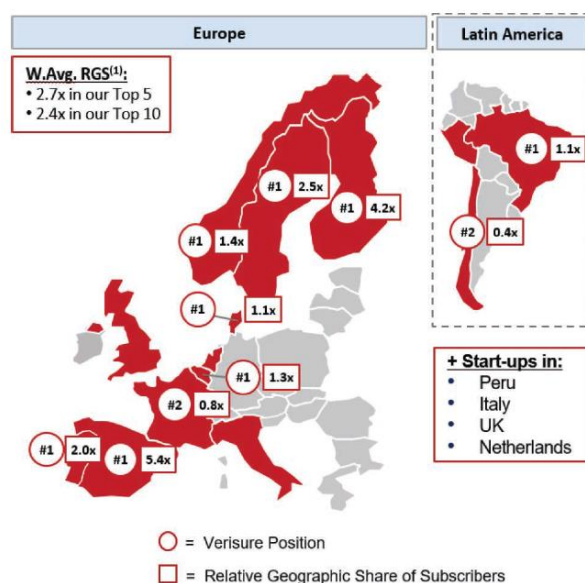 Europe
Latin America
W.Avg. RGS(1):
• 2.7x in our Top 5
• 2.4x in our Top 10
#1 2.5x
#1 4.2x
#1 1.4x
#1 1.1x
#1 1.3x
#2 0.8x
#1 2.0x
#1 5.4x
#1 1.1x
#2 0.4x
+ Start-ups in:
• Peru
• Italy
• UK
• Netherlands
= Verisure Position
= Relative Geographic Share of Subscribers